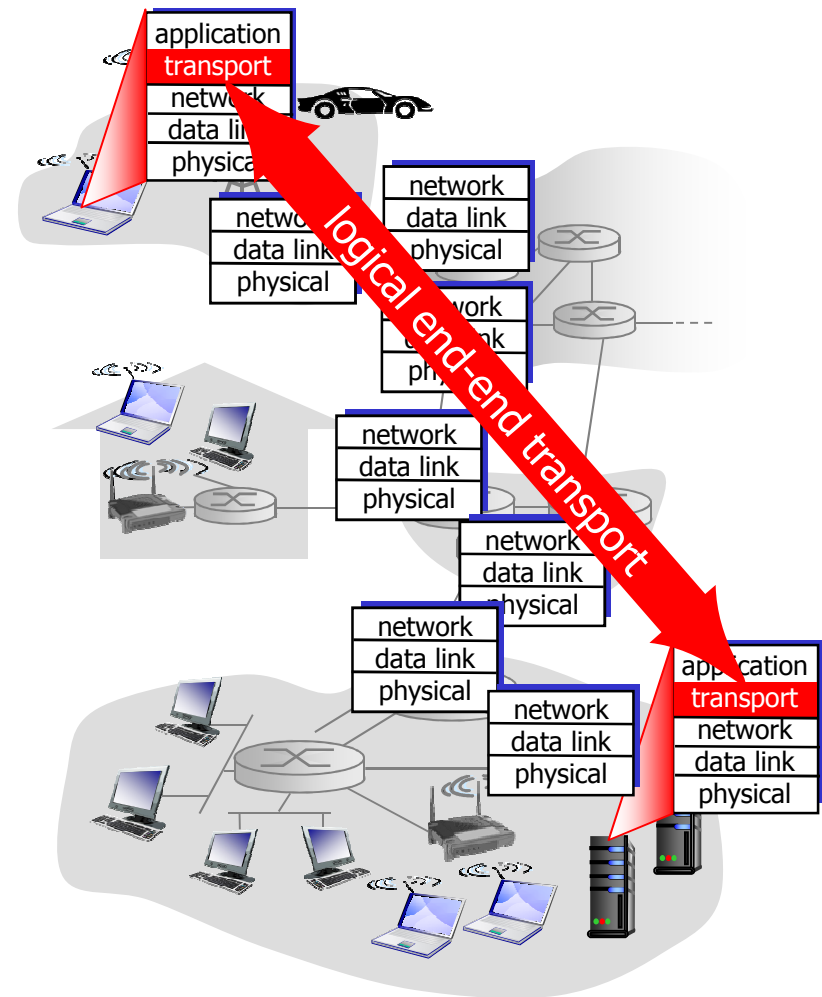 application
transport
network
data link
physical
network
data link
physical
network
data link
physical
logical end-end transport
network
data link
physical
network
data link
physical
network
data link
physical
network
data link
physical
application
transport
network
data link
physical